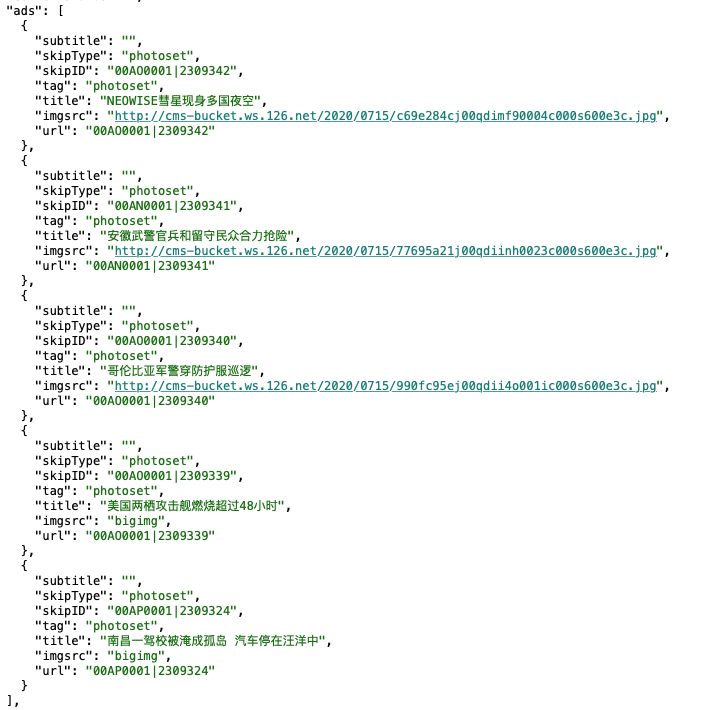 "ads": [
{
"subtitle": "",
"skipType": "photoset",
"skipID": "00AO0001|2309342",
"tag": "photoset",
"title": "NEOWISE彗星现身多国夜空",
"imgsrc": "http://cms-bucket.ws.126.net/2020/0715/c69e284cj00qdimf90004c000s600e3c.jpg",
"url": "00AO0001|2309342"
},
{
"subtitle": "",
"skipType": "photoset",
"skipID": "00AN0001|2309341",
"tag": "photoset",
"title": "安徽武警官兵和留守民众合力抢险",
"imgsrc": "http://cms-bucket.ws.126.net/2020/0715/77695a21j00qdiinh0023c000s600e3c.jpg",
"url": "00AN0001|2309341"
},
{
"subtitle": "",
"skipType": "photoset",
"skipID": "00AO0001|2309340",
"tag": "photoset",
"title": "哥伦比亚军警穿防护服巡逻",
"imgsrc": "http://cms-bucket.ws.126.net/2020/0715/990fc95ej00qdii4o001ic000s600e3c.jpg",
"url": "00AO0001|2309340"
},
{
"subtitle": "",
"skipType": "photoset",
"skipID": "00AO0001|2309339",
"tag": "photoset",
"title": "美国两栖攻击舰燃烧超过48小时",
"imgsrc": "bigimg",
"url": "00AO0001|2309339"
},
{
"subtitle": "",
"skipType": "photoset",
"skipID": "00AP0001|2309324",
"tag": "photoset",
"title": "南昌一驾校被淹成孤岛 汽车停在汪洋中",
"imgsrc": "bigimg",
"url": "00AP0001|2309324"
}
],